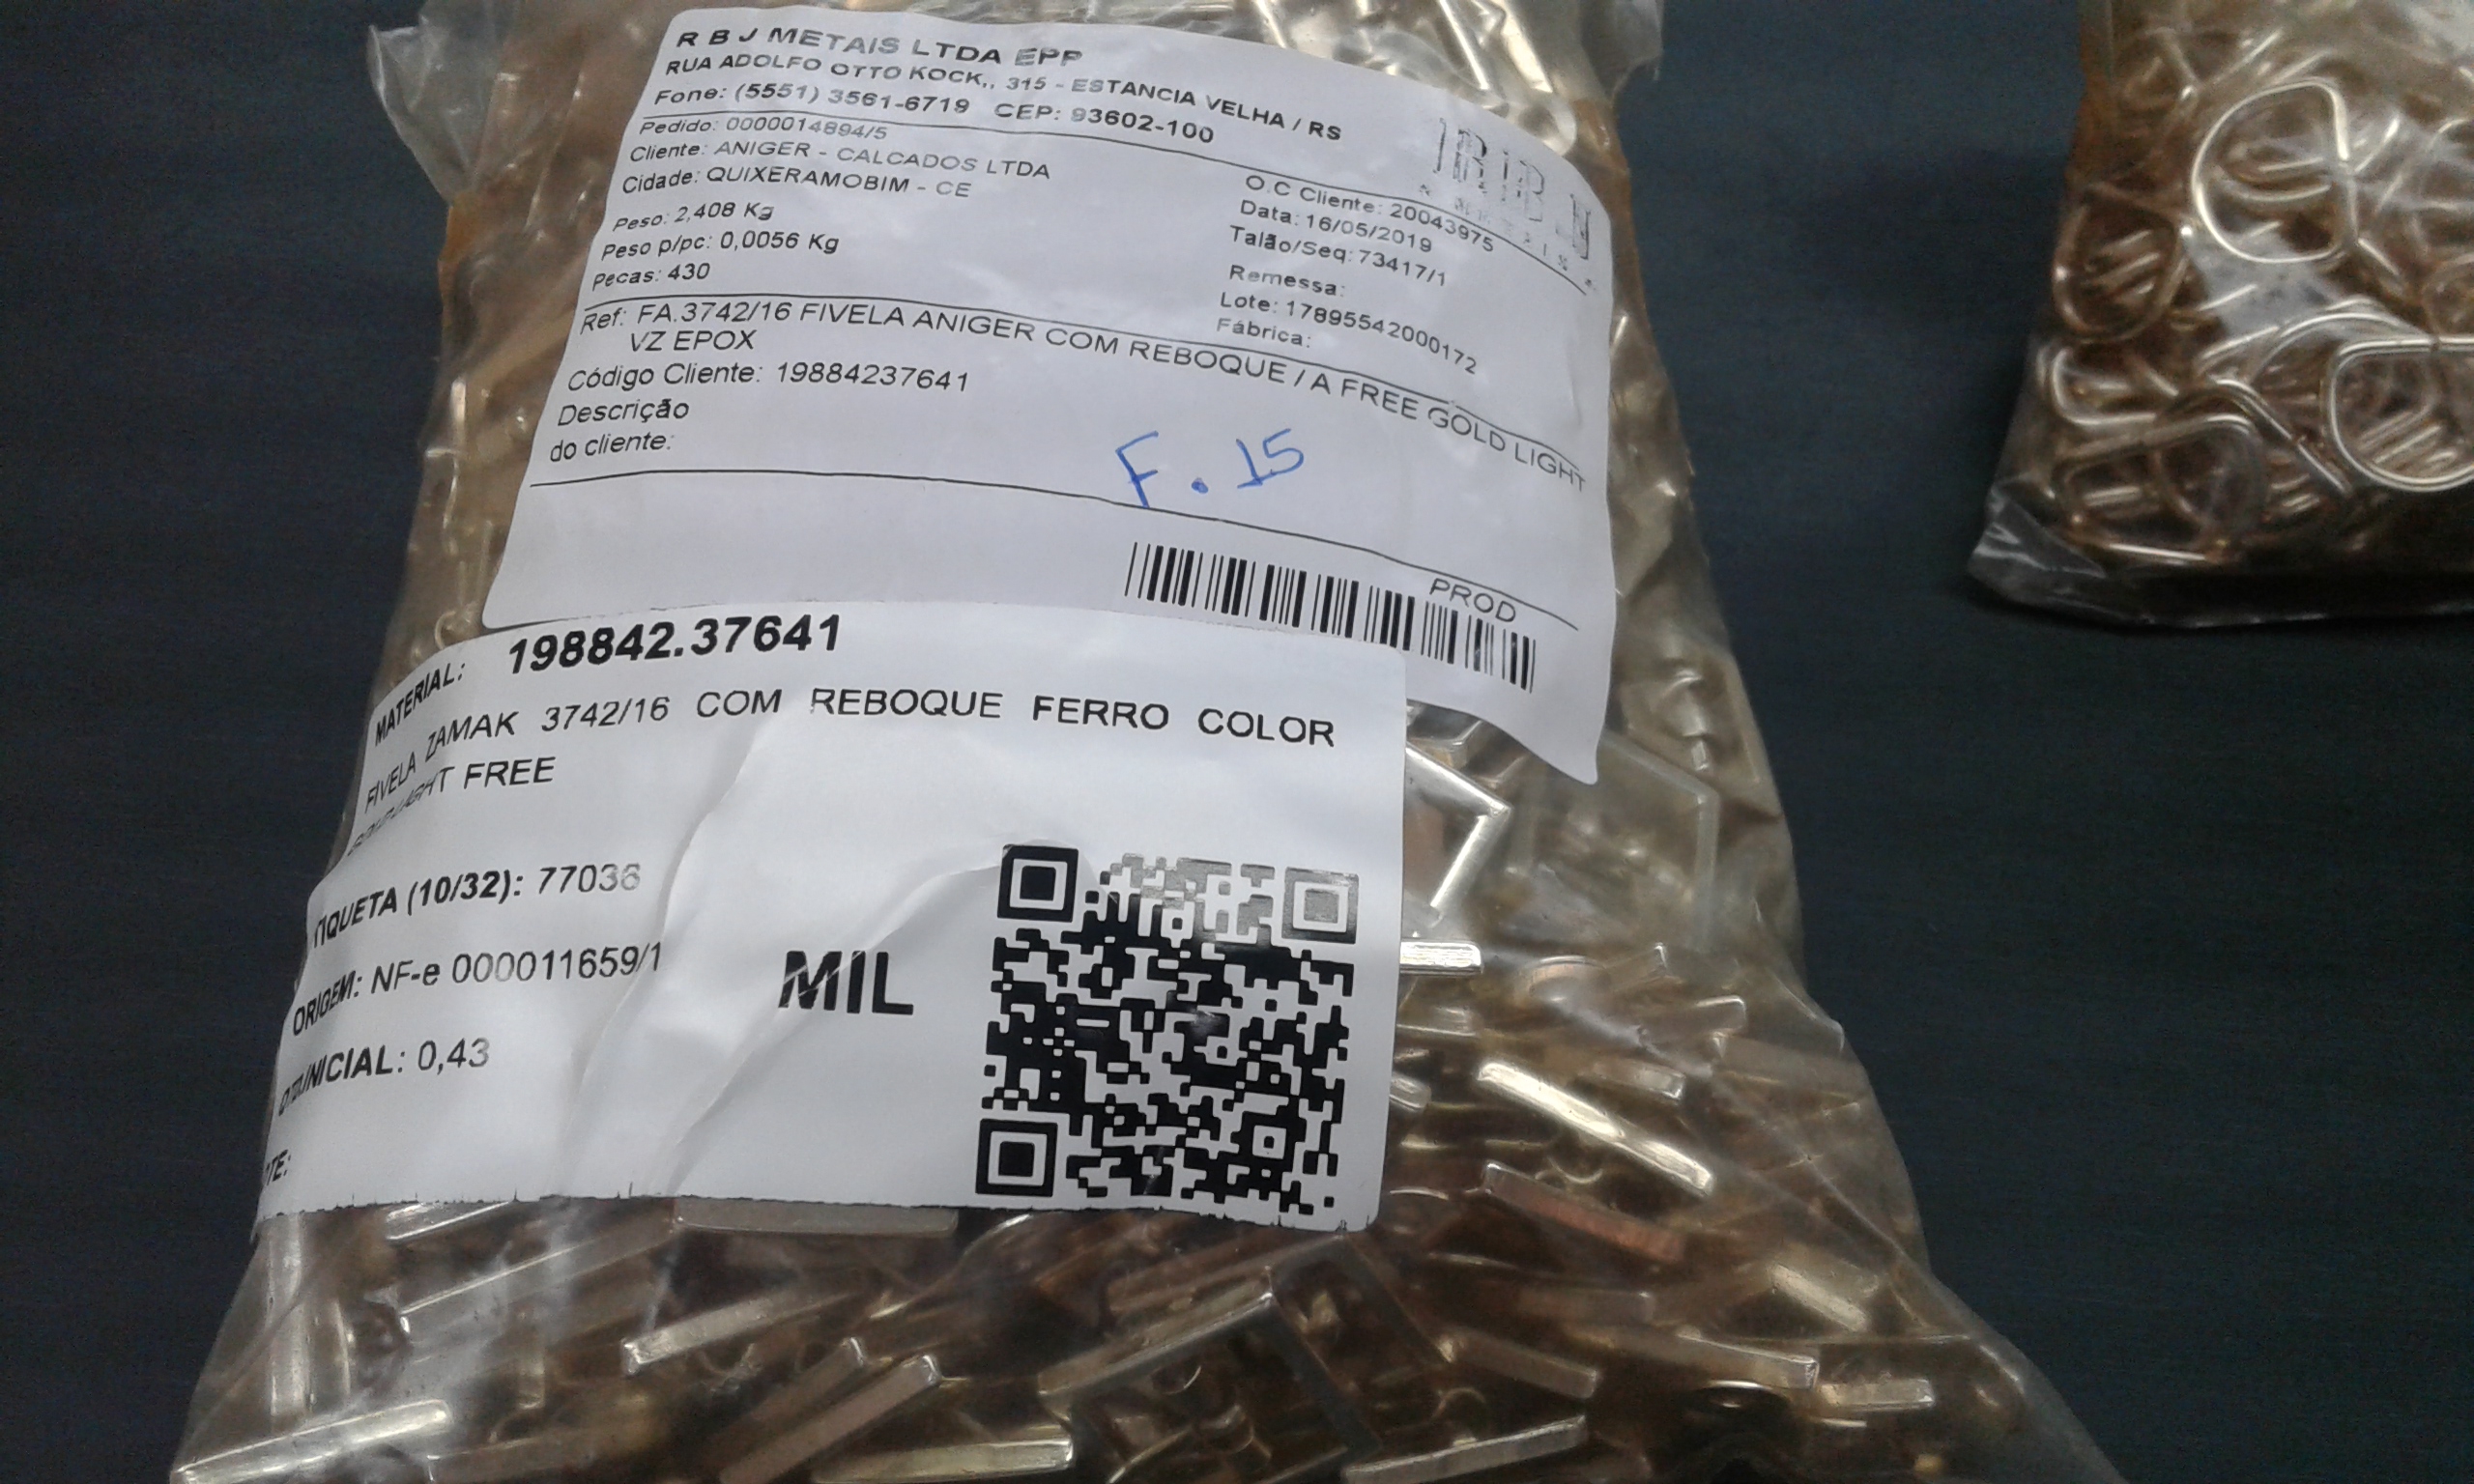 R B J METAIS LTDA EPP
RUA ADOLFO OTTO KOCK,, 315 - ESTANCIA VELHA / RS
Fone: (5551) 3561-6719 CEP: 93602-100
Pedido: 0000014894/5
Cliente: ANIGER - CALCADOS LTDA
Cidade: QUIXERAMOBIM - CE
Peso: 2,408 Kg
Peso p/pc: 0,0056 Kg
Pecas: 430
O.C Cliente: 20043975
Data: 16/05/2019
Talão/Seq: 73417/1
Remessa:
Lote: 17895542000172
Fábrica:
Ref: FA.3742/16 FIVELA ANIGER COM REBOQUE / A FREE GOLD LIGHT
VZ EPOX
Código Cliente: 19884237641
Descrição
do cliente:
F. 15
PROD
MATERIAL: 198842.37641
FIVELA ZAMAK 3742/16 COM REBOQUE FERRO COLOR
LIGHT FREE
TIQUETA (10/32): 77036
ORIGEM: NF-e 000011659/1
INICIAL: 0,43
MIL
TE: